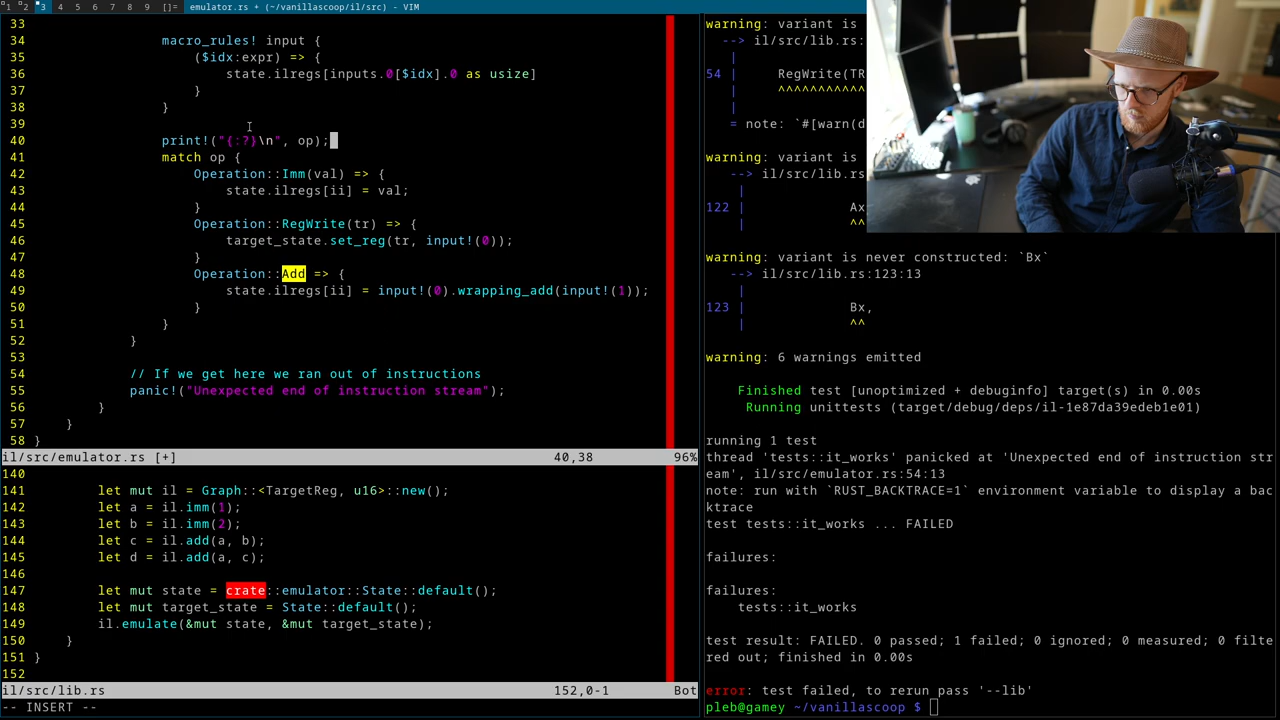 1 2 3 4 5 6 7 8 9 []= emulator.rs + (~/vanillascoop/il/src) - VIM
33
34 macro_rules! input {
35 ($idx:expr) => {
36 state.ilregs[inputs.0[$idx].0 as usize]
37 }
38 }
39
40 print!("{:?}\n", op);
41 match op {
42 Operation::Imm(val) => {
43 state.ilregs[ii] = val;
44 }
45 Operation::RegWrite(tr) => {
46 target_state.set_reg(tr, input!(0));
47 }
48 Operation::Add => {
49 state.ilregs[ii] = input!(0).wrapping_add(input!(1));
50 }
51 }
52 }
53
54 // If we get here we ran out of instructions
55 panic!("Unexpected end of instruction stream");
56 }
57 }
58 }
il/src/emulator.rs [+] 40,38 96%
140
141 let mut il = Graph::<TargetReg, u16>::new();
142 let a = il.imm(1);
143 let b = il.imm(2);
144 let c = il.add(a, b);
145 let d = il.add(a, c);
146
147 let mut state = crate::emulator::State::default();
148 let mut target_state = State::default();
149 il.emulate(&mut state, &mut target_state);
150 }
151 }
152
il/src/lib.rs 152,0-1 Bot
-- INSERT --
warning: variant is
--> il/src/lib.rs:
|
54 | RegWrite(TR
| ^^^^^^^^^^^
|
= note: `#[warn(d
warning: variant is
--> il/src/lib.rs
|
122 | Ax
| ^^
warning: variant is never constructed: `Bx`
--> il/src/lib.rs:123:13
|
123 | Bx,
| ^^
warning: 6 warnings emitted
Finished test [unoptimized + debuginfo] target(s) in 0.00s
Running unittests (target/debug/deps/il-1e87da39edeb1e01)
running 1 test
thread 'tests::it_works' panicked at 'Unexpected end of instruction str
eam', il/src/emulator.rs:54:13
note: run with `RUST_BACKTRACE=1` environment variable to display a bac
ktrace
test tests::it_works ... FAILED
failures:
failures:
tests::it_works
test result: FAILED. 0 passed; 1 failed; 0 ignored; 0 measured; 0 filte
red out; finished in 0.00s
error: test failed, to rerun pass '--lib'
pleb@gamey ~/vanillascoop $